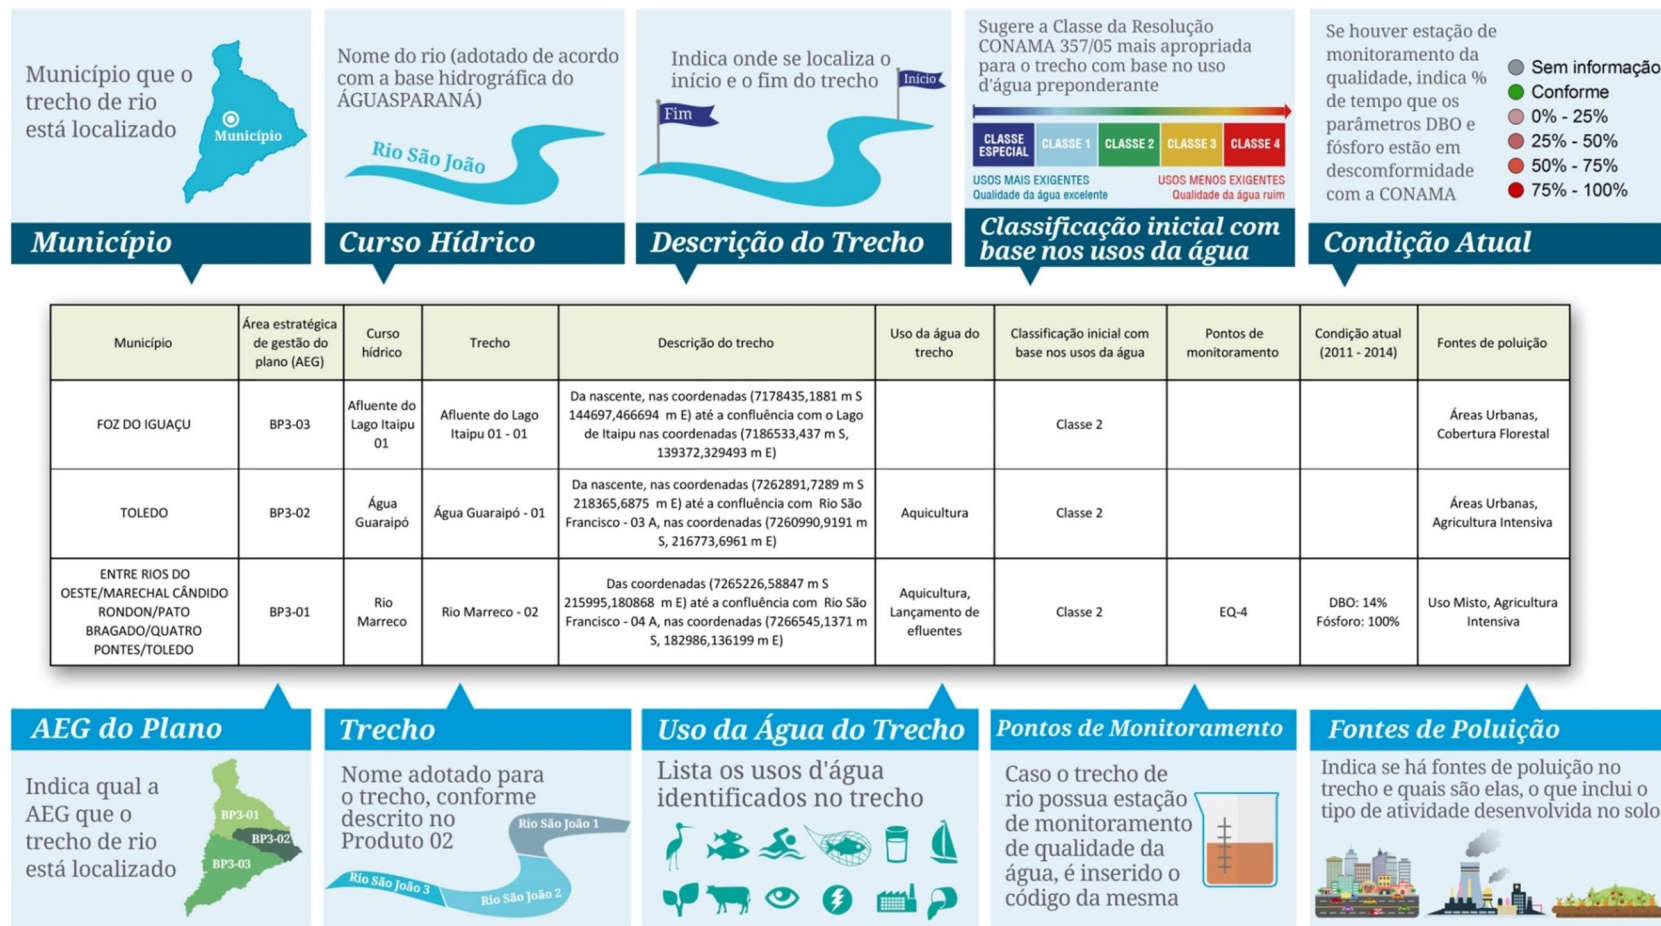 Município que o
trecho de rio
está localizado
Município
Município
Nome do rio (adotado de acordo
com a base hidrográfica do
ÁGUASPARANÁ)
Rio São João
Curso Hídrico
Indica onde se localiza o
início e o fim do trecho
Início
Fim
Descrição do Trecho
Sugere a Classe da Resolução
CONAMA 357/05 mais apropriada
para o trecho com base no uso
d'água preponderante
CLASSE
ESPECIAL
CLASSE 1
CLASSE 2
CLASSE 3
CLASSE 4
USOS MAIS EXIGENTES
Qualidade da água excelente
USOS MENOS EXIGENTES
Qualidade da água ruim
Classificação inicial com
base nos usos da água
Se houver estação de
monitoramento da
qualidade, indica %
de tempo que os
parâmetros DBO e
fósforo estão em
descomformidade
com a CONAMA
Sem informação
Conforme
0% - 25%
25% - 50%
50% - 75%
75% - 100%
Condição Atual
Município
Área estratégica
de gestão do
plano (AEG)
Curso
hídrico
Trecho
Descrição do trecho
Uso da água do
trecho
Classificação inicial com
base nos usos da água
Pontos de
monitoramento
Condição atual
(2011 - 2014)
Fontes de poluição
FOZ DO IGUAÇU
BP3-03
Afluente do
Lago Itaipu
01
Afluente do Lago
Itaipu 01 - 01
Da nascente, nas coordenadas (7178435,1881 m S
144697,466694 m E) até a confluência com o Lago
de Itaipu nas coordenadas (7186533,437 m S,
139372,329493 m E)
Classe 2
Áreas Urbanas,
Cobertura Florestal
TOLEDO
BP3-02
Água
Guaraipó
Água Guaraipó - 01
Da nascente, nas coordenadas (7262891,7289 m S
218365,6875 m E) até a confluência com Rio São
Francisco - 03 A, nas coordenadas (7260990,9191 m
S, 216773,6961 m E)
Aquicultura
Classe 2
Áreas Urbanas,
Agricultura Intensiva
ENTRE RIOS DO
OESTE/MARECHAL CÂNDIDO
RONDON/PATO
BRAGADO/QUATRO
PONTES/TOLEDO
BP3-01
Rio
Marreco
Rio Marreco - 02
Das coordenadas (7265226,58847 m S
215995,180868 m E) até a confluência com Rio São
Francisco - 04 A, nas coordenadas (7266545,1371 m
S, 182986,136199 m E)
Aquicultura,
Lançamento de
efluentes
Classe 2
EQ-4
DBO: 14%
Fósforo: 100%
Uso Misto, Agricultura
Intensiva
AEG do Plano
Indica qual a
AEG que o
trecho de rio
está localizado
BP3-01
BP3-02
BP3-03
Trecho
Nome adotado para
o trecho, conforme
descrito no
Produto 02
Rio São João 1
Rio São João 3
Rio São João 2
Uso da Água do Trecho
Lista os usos d'água
identificados no trecho
Pontos de Monitoramento
Caso o trecho de
rio possua estação
de monitoramento
de qualidade da
água, é inserido o
código da mesma
Fontes de Poluição
Indica se há fontes de poluição no
trecho e quais são elas, o que inclui o
tipo de atividade desenvolvida no solo